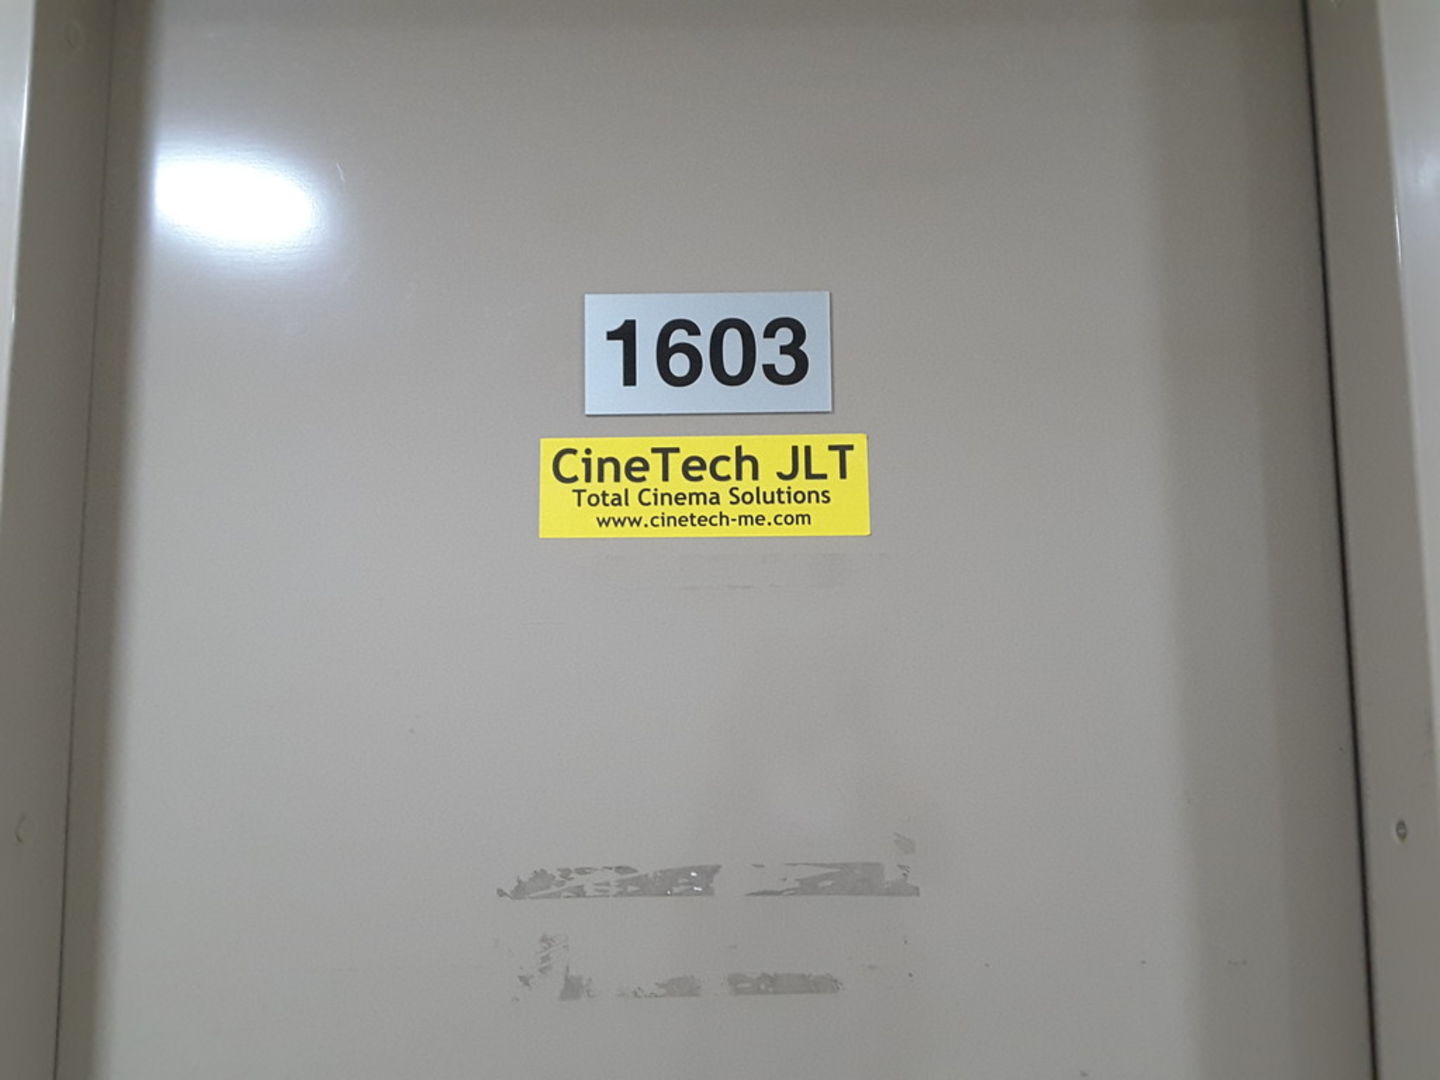 1603
CineTech JLT
Total Cinema Solutions
www.cinetech-me.com